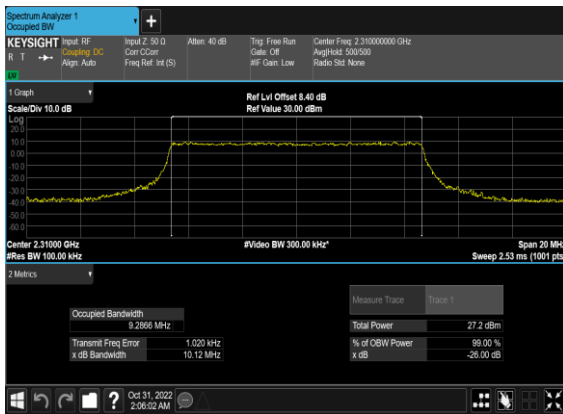 Spectrum Analyzer 1
Occupied BW
+
KEYSIGHT
R T
LXI
Input: RF
Coupling: DC
Align: Auto
Input Z: 50 Ω
Corr CCorr
Freq Ref: Int (S)
Atten: 40 dB
Trig: Free Run
Gate: Off
#IF Gain: Low
Center Freq: 2.310000000 GHz
Avg|Hold: 500/500
Radio Std: None
1 Graph
Scale/Div 10.0 dB
Ref Lvl Offset 8.40 dB
Ref Value 30.00 dBm
Log
20.0
10.0
0.00
-10.0
-20.0
-30.0
-40.0
-50.0
-60.0
Center 2.31000 GHz
#Res BW 100.00 kHz
#Video BW 300.00 kHz*
Span 20 MHz
Sweep 2.53 ms (1001 pts
2 Metrics
Occupied Bandwidth
9.2866 MHz
Transmit Freq Error 1.020 kHz
x dB Bandwidth 10.12 MHz
Measure Trace Trace 1
Total Power 27.2 dBm
% of OBW Power 99.00 %
x dB -26.00 dB
?
Oct 31, 2022
2:06:02 AM